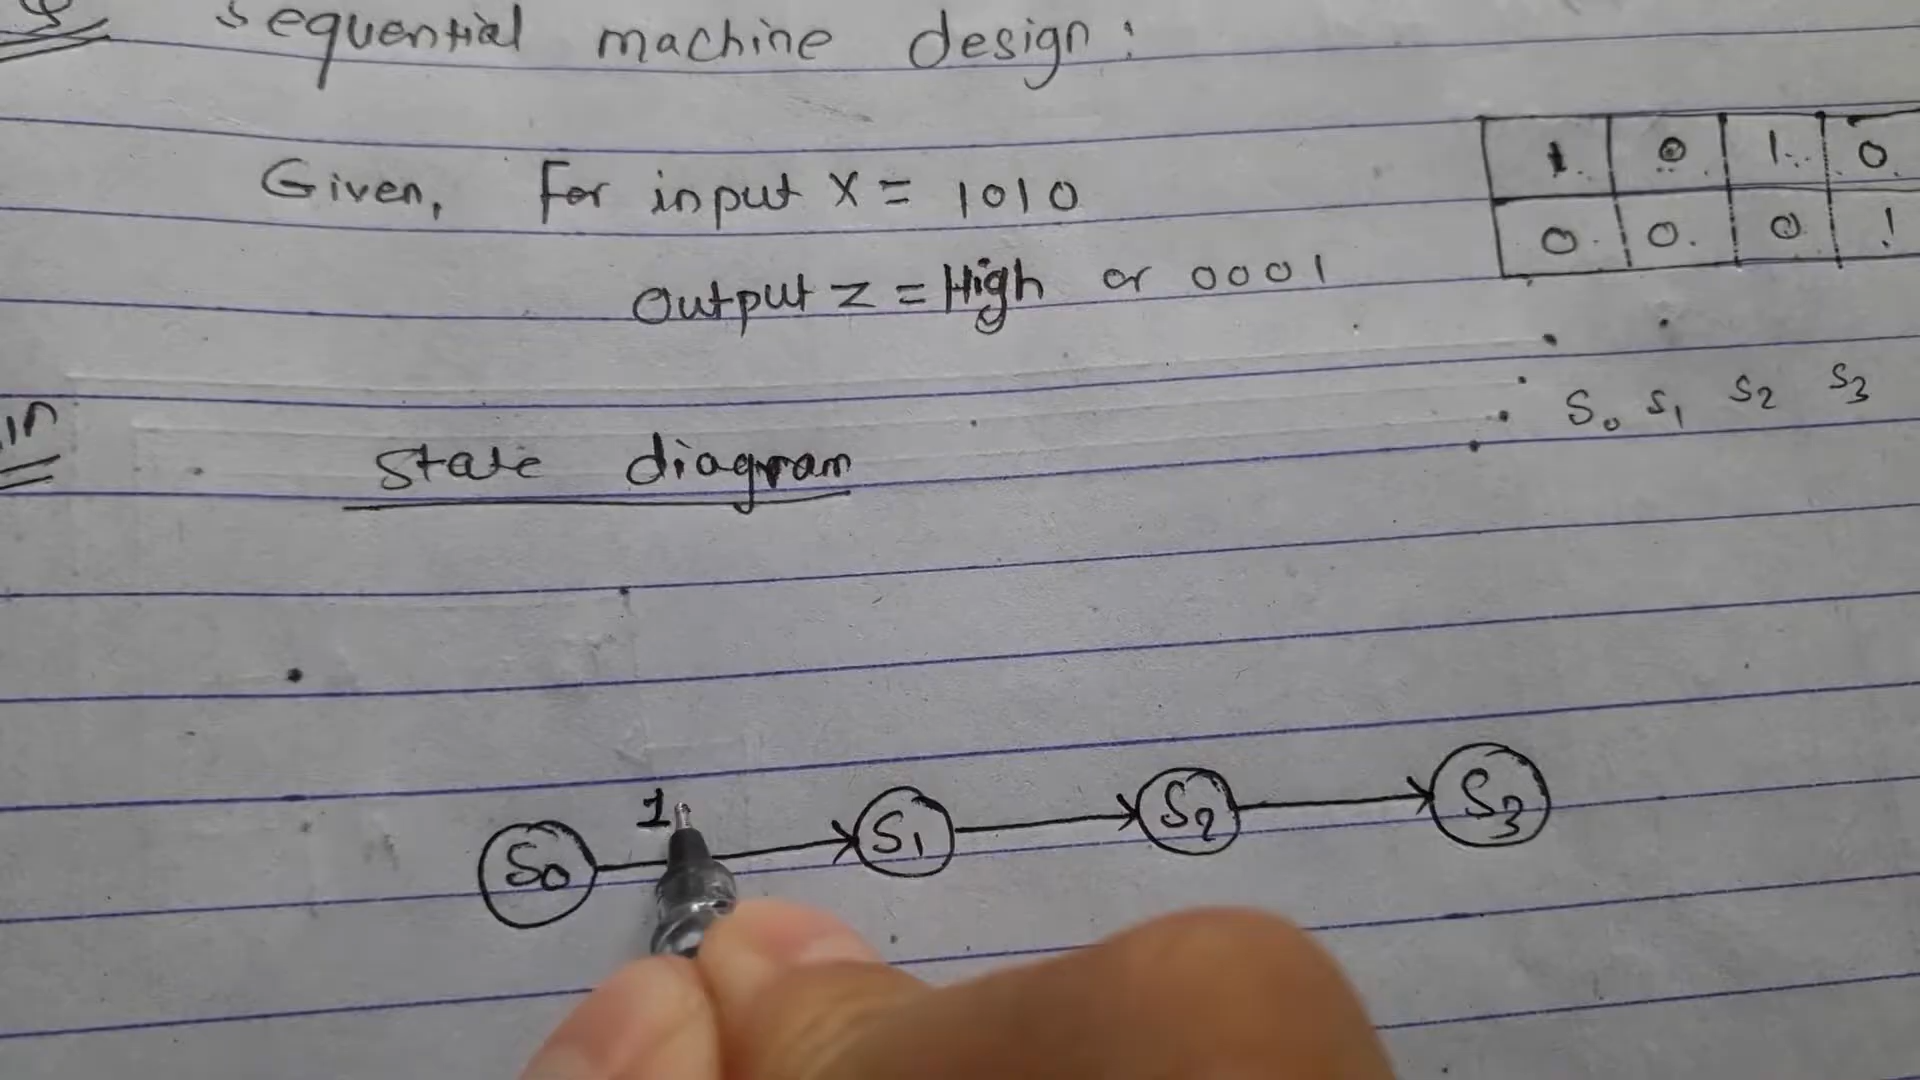 Sequential machine design:
Given, For input X = 1010
Output Z = High or 0001
1 0 1 0
0 0 0 1
S0 S1 S2 S3
State diagram
1
S0 S1 S2 S3